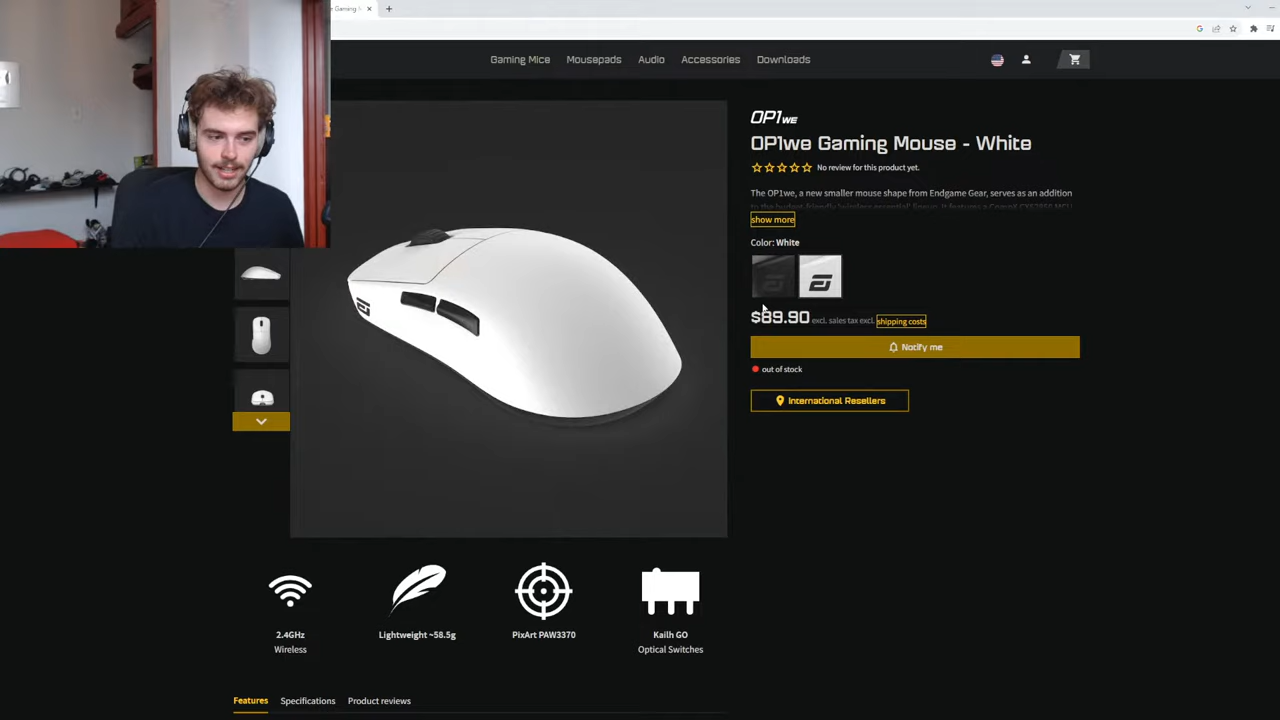 e Gaming
Gaming Mice Mousepads Audio Accessories Downloads
OP1WE
OP1we Gaming Mouse - White
No review for this product yet.
The OP1we, a new smaller mouse shape from Endgame Gear, serves as an addition
show more
Color: White
$89.90 excl. sales tax excl. shipping costs
Notify me
out of stock
International Resellers
2.4GHz
Wireless
Lightweight ~58.5g
PixArt PAW3370
Kailh GO
Optical Switches
Features Specifications Product reviews